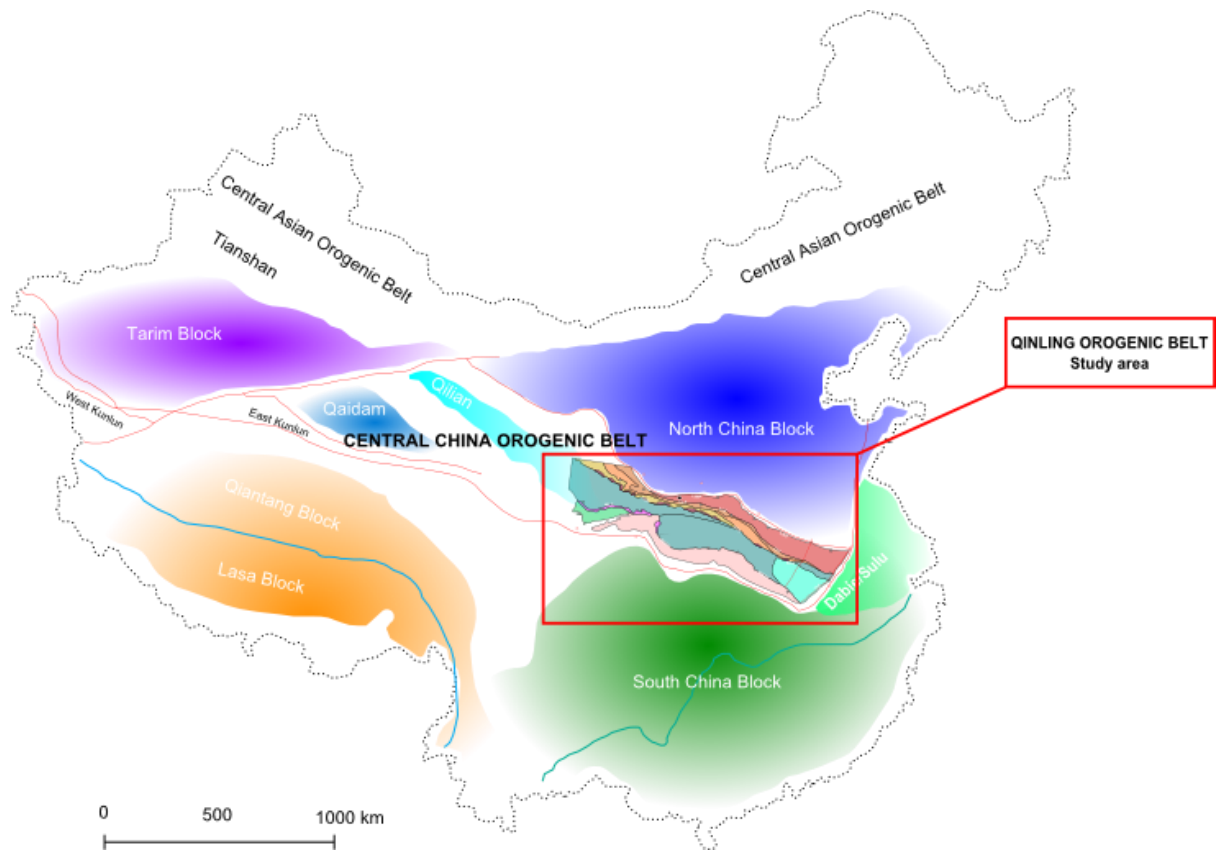 Central Asian Orogenic Belt
Tianshan
Central Asian Orogenic Belt
Tarim Block
QINLING OROGENIC BELT
Study area
Qilian
Qaidam
West Kunlun
East Kunlun
North China Block
CENTRAL CHINA OROGENIC BELT
Qiantang Block
Lasa Block
Dabie/Sulu
South China Block
0 500 1000 km